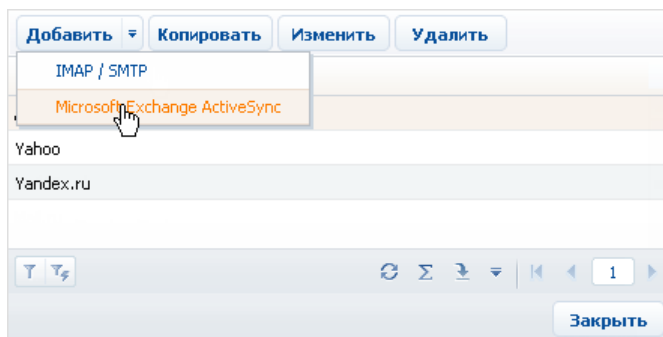 Добавить Копировать Изменить Удалить
IMAP / SMTP
Microsoft Exchange ActiveSync
Yahoo
Yandex.ru
1
Закрыть